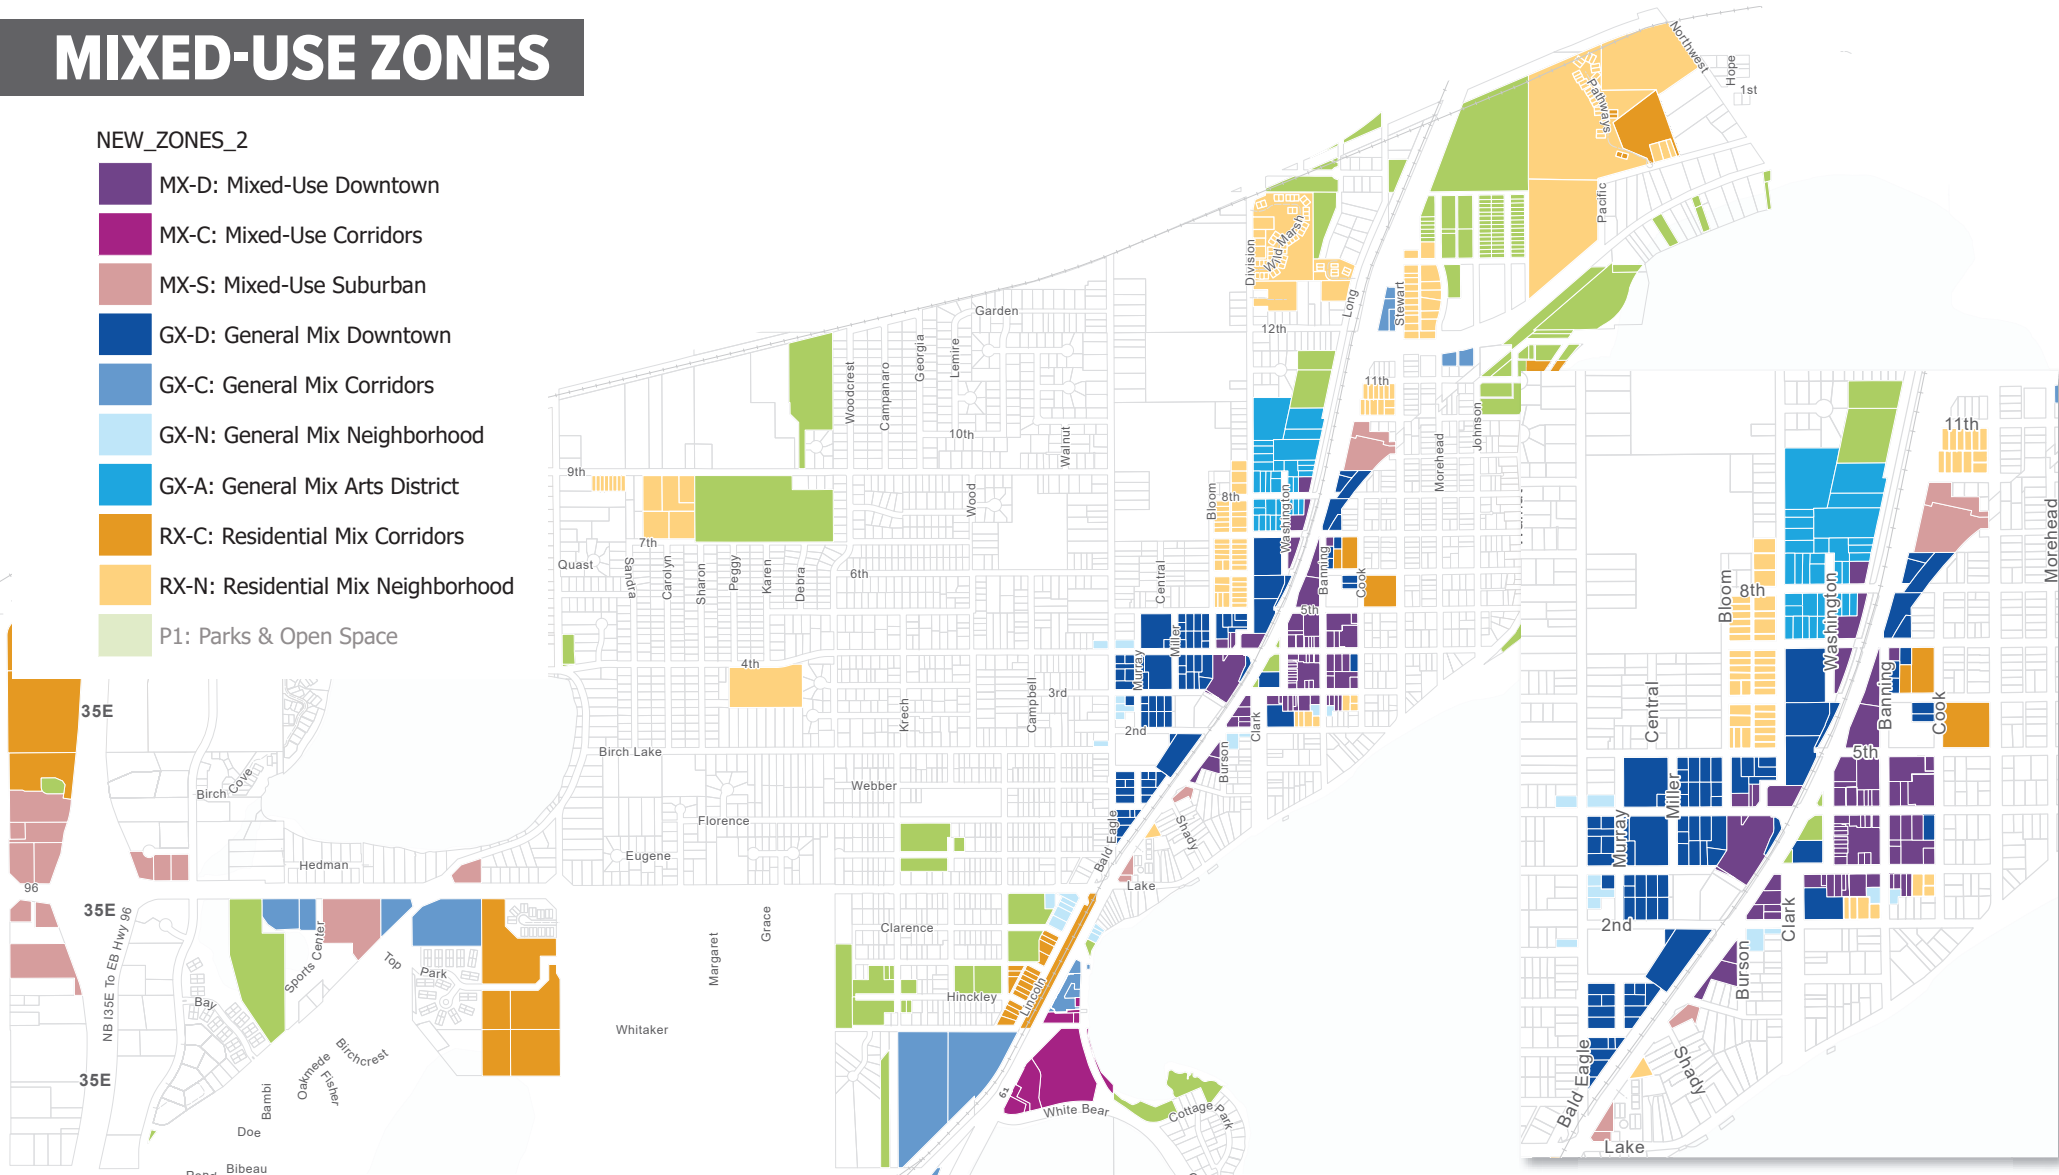 MIXED-USE ZONES
NEW_ZONES_2
MX-D: Mixed-Use Downtown
MX-C: Mixed-Use Corridors
MX-S: Mixed-Use Suburban
GX-D: General Mix Downtown
GX-C: General Mix Corridors
GX-N: General Mix Neighborhood
GX-A: General Mix Arts District
RX-C: Residential Mix Corridors
RX-N: Residential Mix Neighborhood
P1: Parks & Open Space
Northwest
Hope
1st
Pathways
Pacific
Division
Wild Marsh
Long
Stewart
Garden
12th
Georgia
Lemire
Woodcrest
Campanaro
11th
10th
Walnut
Morehead
Johnson
9th
Wood
Bloom
8th
Washington
7th
Quast
Sandra
Carolyn
Sharon
Peggy
Karen
Debra
6th
Central
Banning
Cook
5th
Miller
Murray
4th
3rd
Campbell
Krech
2nd
Clark
Burson
Birch Lake
Webber
Florence
Eugene
Bald Eagle
Shady
Lake
35E
Birch Cove
Hedman
96
35E
NB I35E To EB Hwy 96
Sports Center
Top
Park
Bay
Grace
Margaret
Clarence
Hinckley
Lincoln
Whitaker
Birchcrest
Oakmede
Fisher
35E
Bambi
Doe
Bibeau
61
White Bear
Cottage Park
11th
Morehead
Bloom
8th
Washington
Central
Banning
Cook
5th
Miller
Murray
2nd
Clark
Burson
Bald Eagle
Shady
Lake